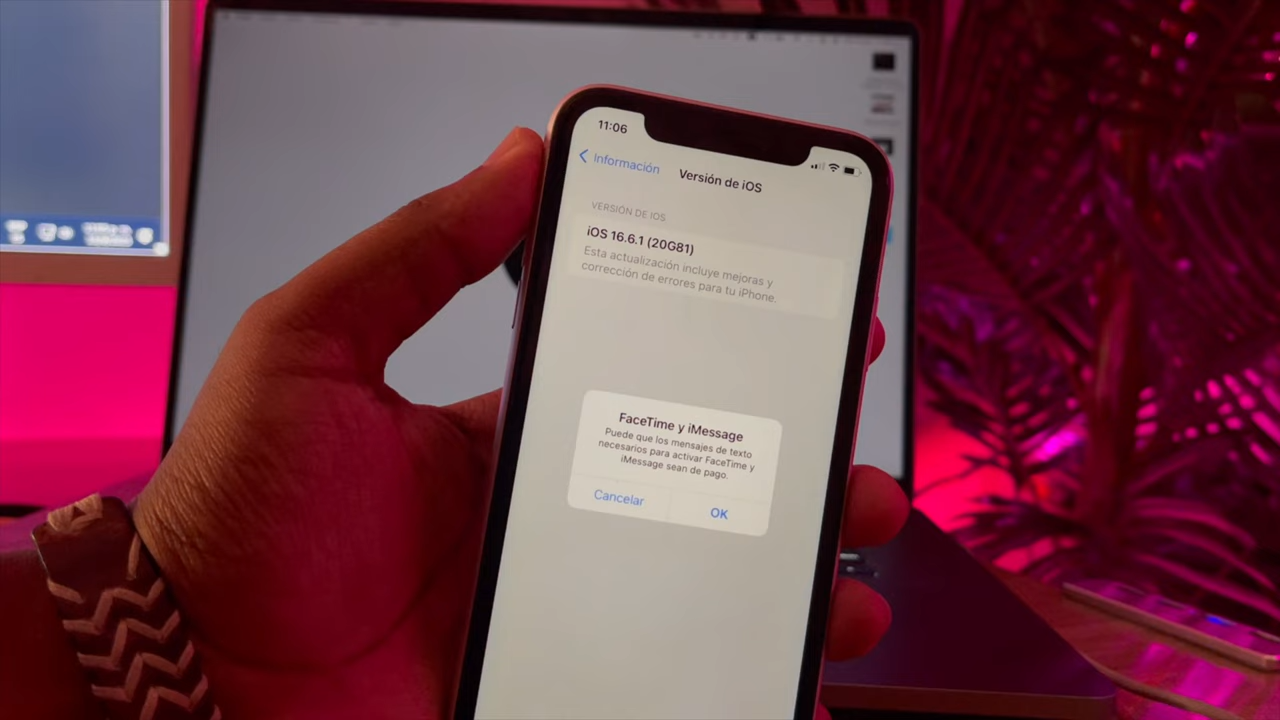 11:06
Información
Versión de iOS
VERSIÓN DE IOS
iOS 16.6.1 (20G81)
Esta actualización incluye mejoras y
corrección de errores para tu iPhone.
FaceTime y iMessage
Puede que los mensajes de texto
necesarios para activar FaceTime y
iMessage sean de pago.
Cancelar
OK